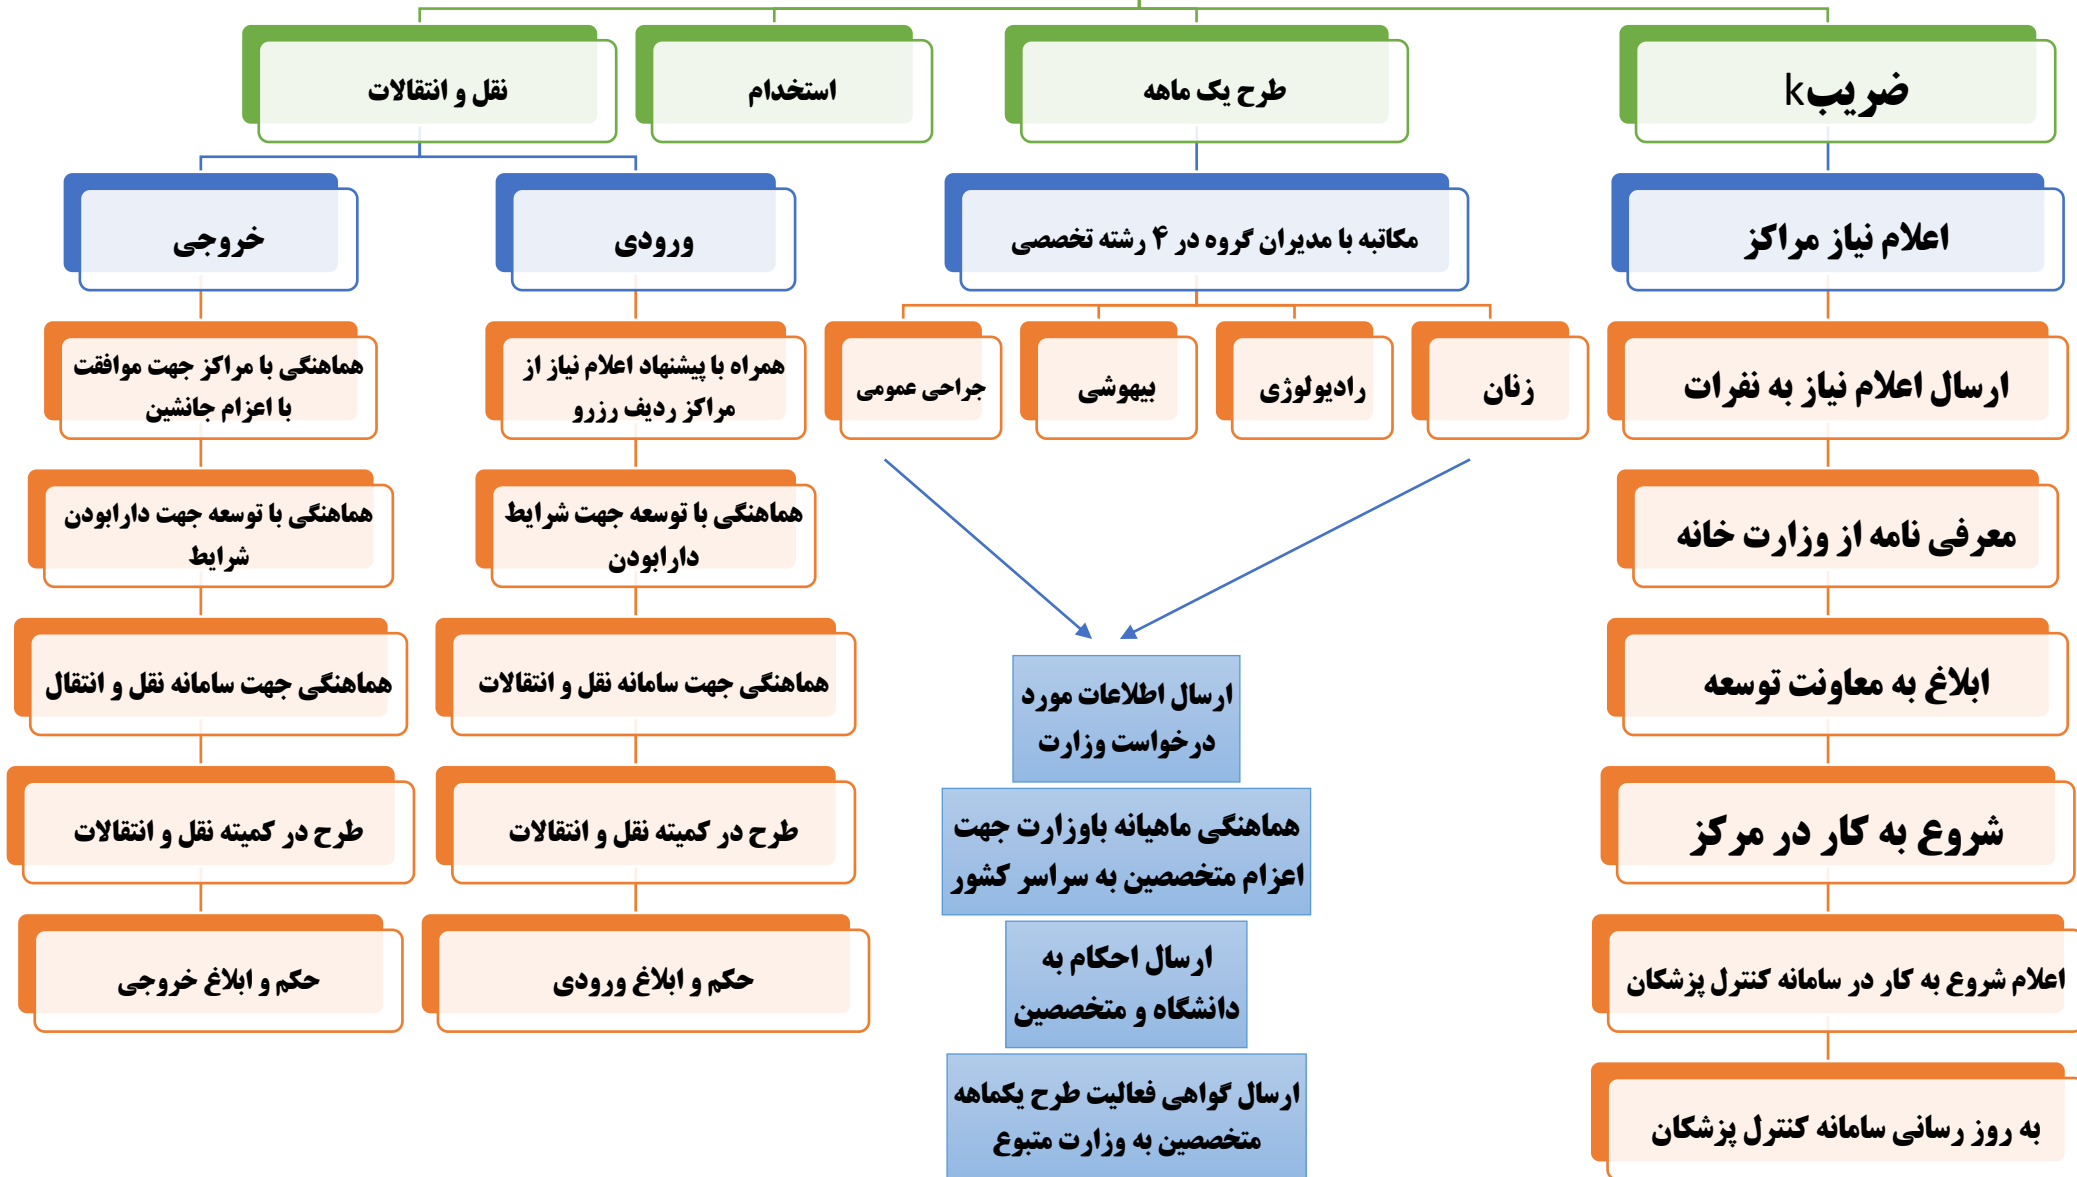 ضریبk
طرح یک ماهه
استخدام
نقل و انتقالات
اعلام نیاز مراکز
مکاتبه با مدیران گروه در ۴ رشته تخصصی
ورودی
خروجی
ارسال اعلام نیاز به نفرات
زنان
رادیولوژی
بیهوشی
جراحی عمومی
همراه با پیشنهاد اعلام نیاز از
مراکز ردیف رزرو
هماهنگی با مراکز جهت موافقت
با اعزام جانشین
معرفی نامه از وزارت خانه
هماهنگی با توسعه جهت شرایط
دارابودن
هماهنگی با توسعه جهت دارابودن
شرایط
ابلاغ به معاونت توسعه
ارسال اطلاعات مورد
درخواست وزارت
هماهنگی جهت سامانه نقل و انتقالات
هماهنگی جهت سامانه نقل و انتقال
شروع به کار در مرکز
هماهنگی ماهیانه باوزارت جهت
اعزام متخصصین به سراسر کشور
طرح در کمیته نقل و انتقالات
طرح در کمیته نقل و انتقالات
اعلام شروع به کار در سامانه کنترل پزشکان
ارسال احکام به
دانشگاه و متخصصین
حکم و ابلاغ ورودی
حکم و ابلاغ خروجی
به روز رسانی سامانه کنترل پزشکان
ارسال گواهی فعالیت طرح یکماهه
متخصصین به وزارت متبوع